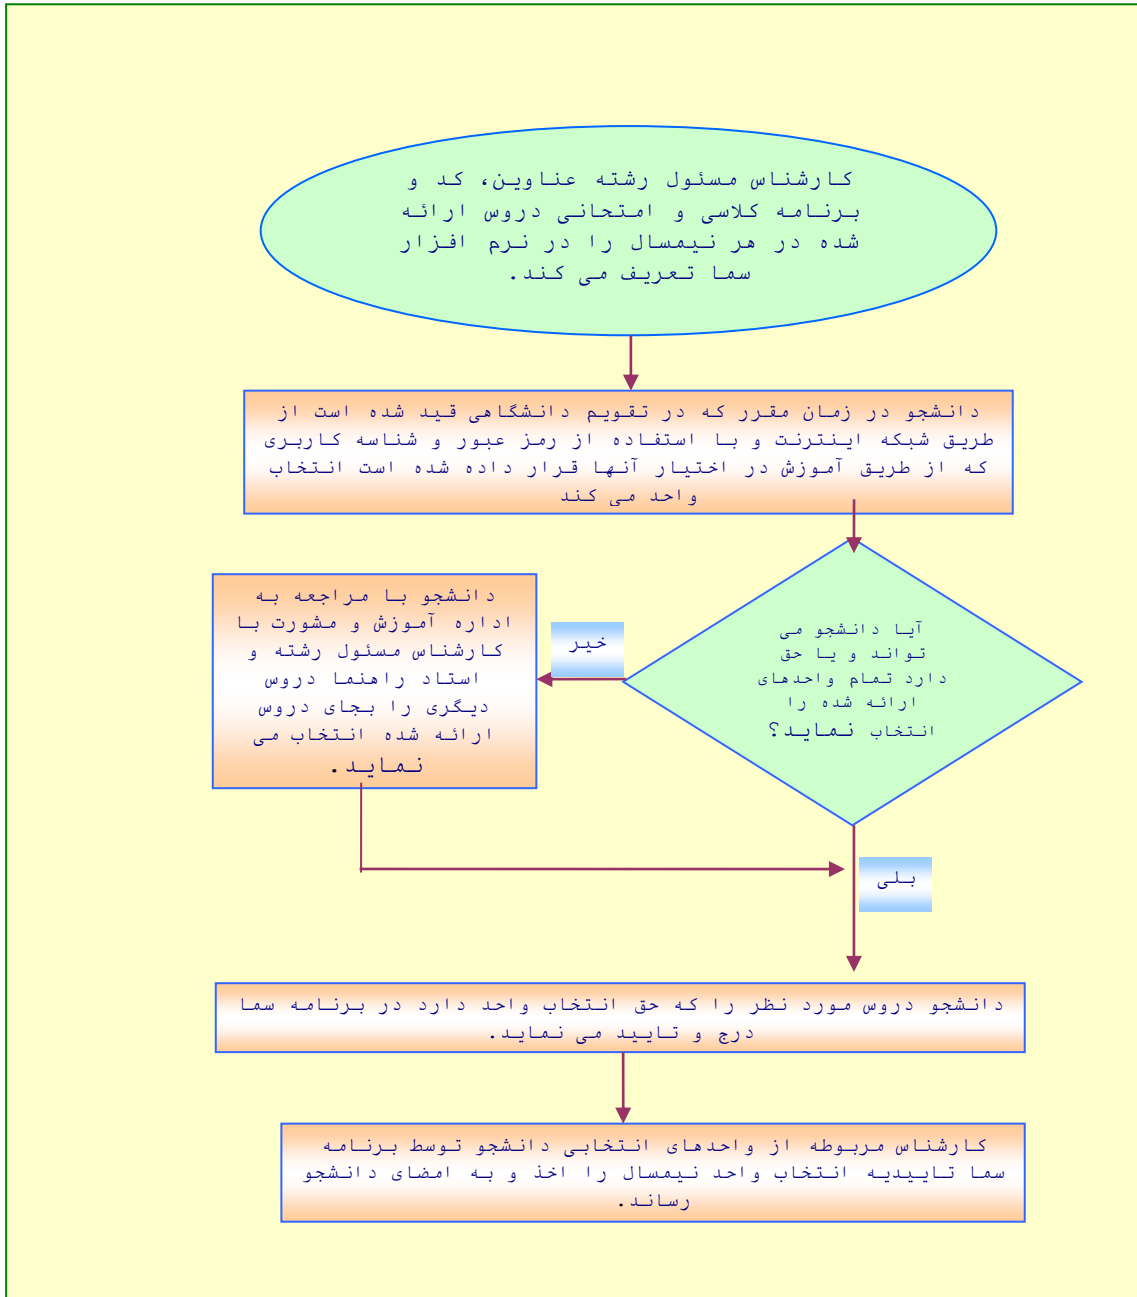 کارشناس مسئول رشته عناوین، کد و
برنامه کلاسی و امتحانی دروس ارائه
شده در هر نیمسال را در نرم افزار
سما تعریف می کند.
دانشجو در زمان مقرر که در تقویم دانشگاهی قید شده است از
طریق شبکه اینترنت و با استفاده از رمز عبور و شناسه کاربری
که از طریق آموزش در اختیار آنها قرار داده شده است انتخاب
واحد می کند
آیا دانشجو می
تواند و یا حق
دارد تمام واحدهای
ارائه شده را
انتخاب نماید؟
خیر
دانشجو با مراجعه به
اداره آموزش و مشورت با
کارشناس مسئول رشته و
استاد راهنما دروس
دیگری را بجای دروس
ارائه شده انتخاب می
نماید.
بلی
دانشجو دروس مورد نظر را که حق انتخاب واحد دارد در برنامه سما
درج و تایید می نماید.
کارشناس مربوطه از واحدهای انتخابی دانشجو توسط برنامه
سما تاییدیه انتخاب واحد نیمسال را اخذ و به امضای دانشجو
رساند.